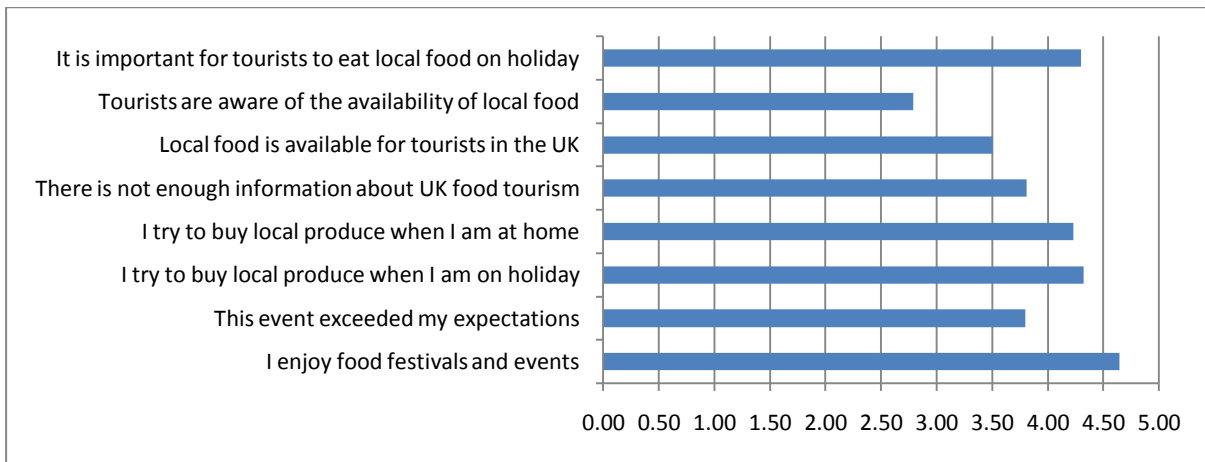 It is important for tourists to eat local food on holiday
Tourists are aware of the availability of local food
Local food is available for tourists in the UK
There is not enough information about UK food tourism
I try to buy local produce when I am at home
I try to buy local produce when I am on holiday
This event exceeded my expectations
I enjoy food festivals and events
0.00 0.50 1.00 1.50 2.00 2.50 3.00 3.50 4.00 4.50 5.00